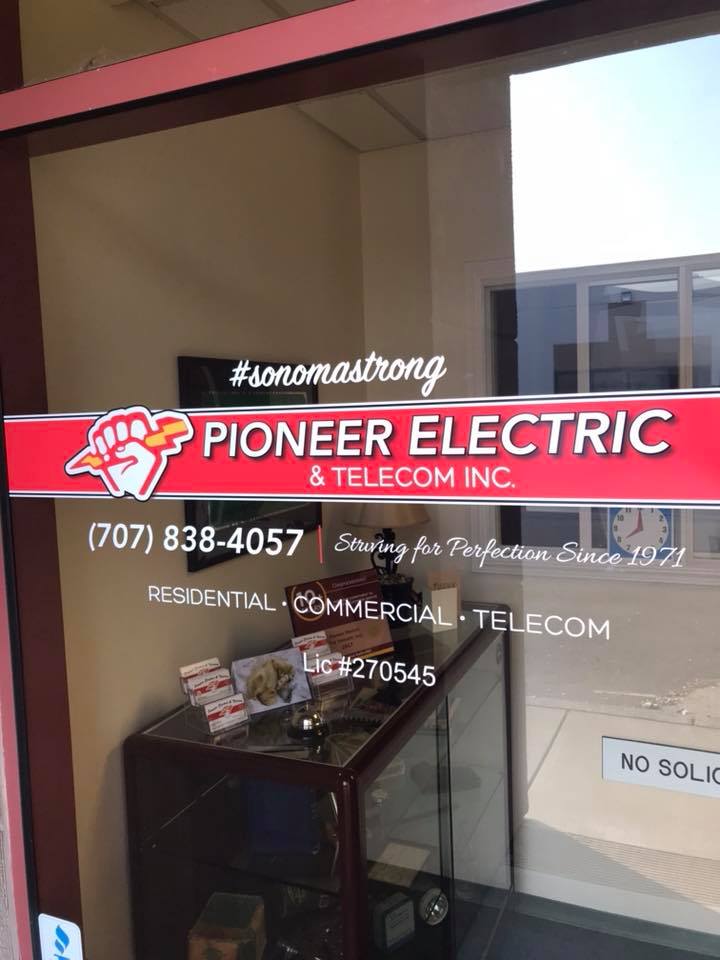 #sonomastrong
PIONEER ELECTRIC
& TELECOM INC.
(707) 838-4057 | Striving for Perfection Since 1971
RESIDENTIAL • COMMERCIAL • TELECOM
Lic #270545
NO SOLIC